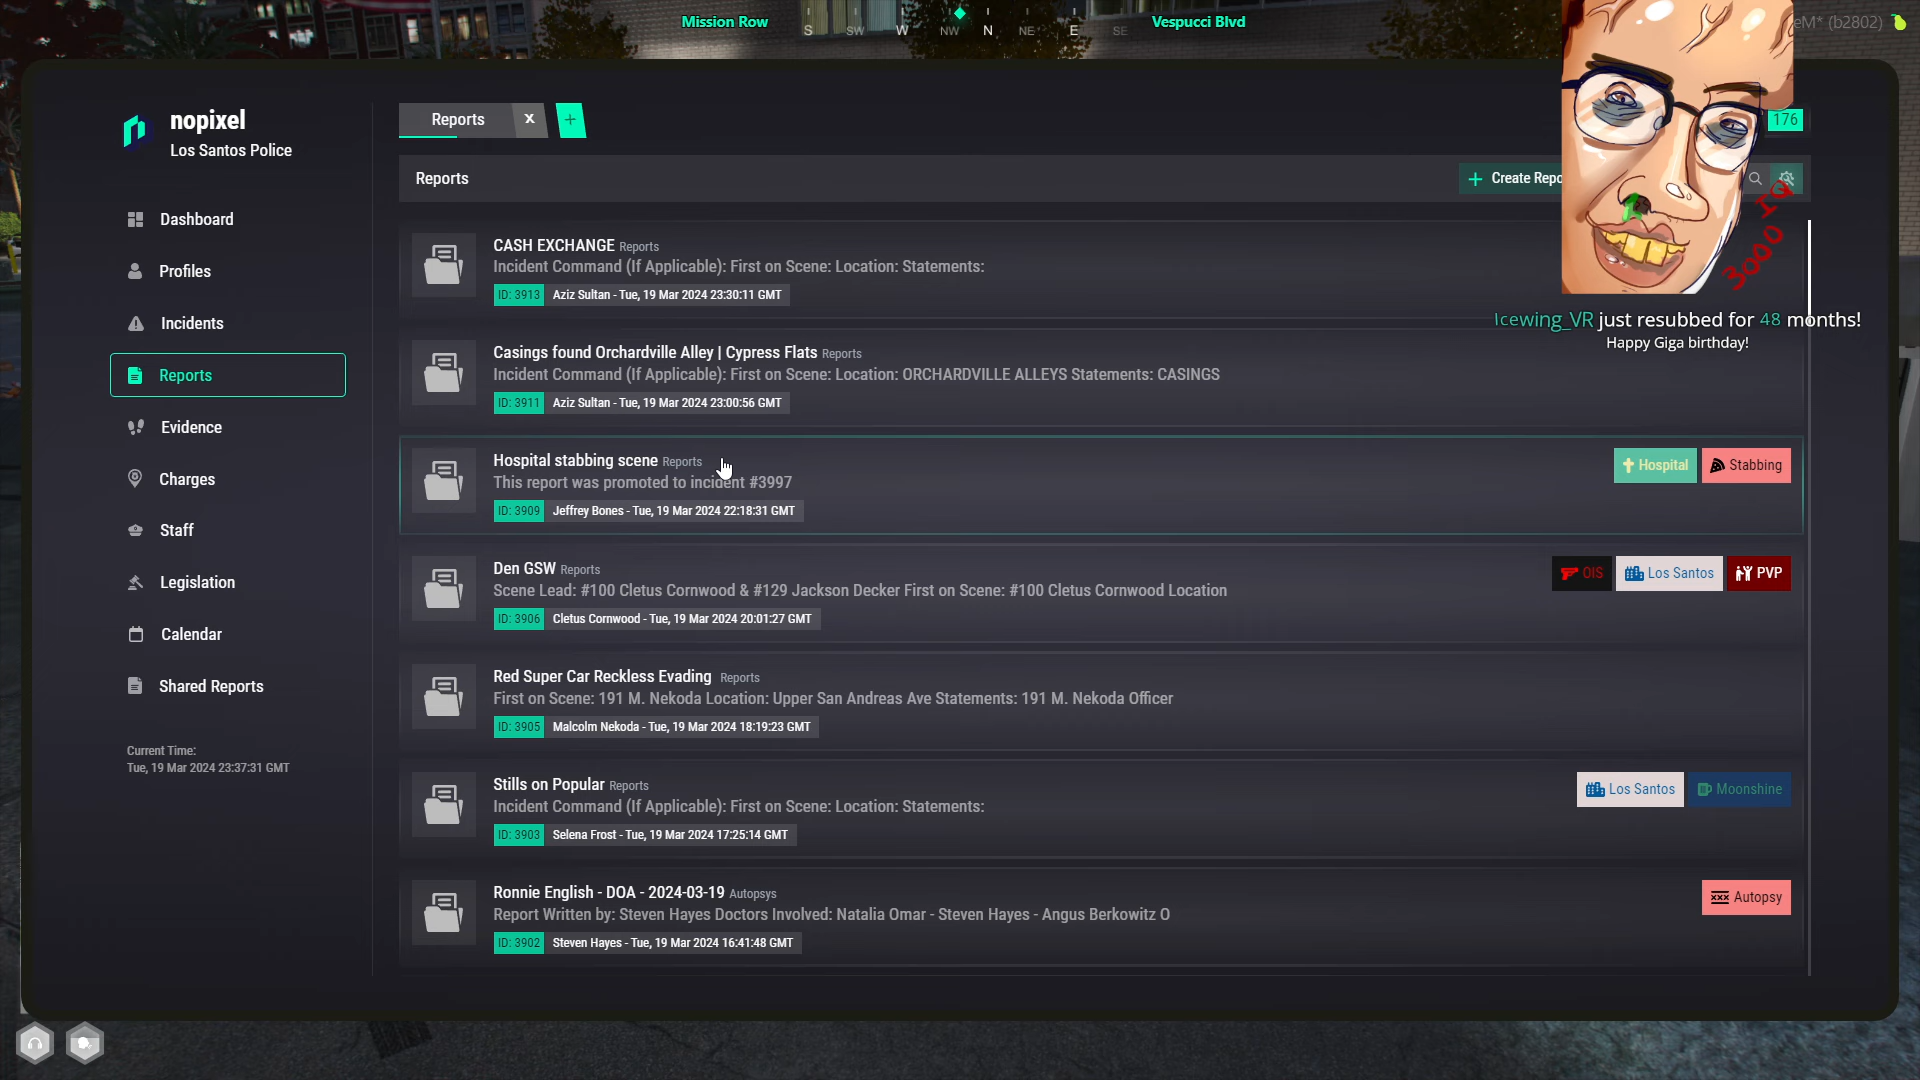 Mission Row
S SW W NW N NE E SE
Vespucci Blvd
eM* (b2802)
nopixel
Los Santos Police
Reports x +
176
Reports
+ Create Repo
3000 IQ
Dashboard
Profiles
Incidents
Reports
Evidence
Charges
Staff
Legislation
Calendar
Shared Reports
Current Time:
Tue, 19 Mar 2024 23:37:31 GMT
CASH EXCHANGE Reports
Incident Command (If Applicable): First on Scene: Location: Statements:
ID: 3913 Aziz Sultan - Tue, 19 Mar 2024 23:30:11 GMT
Icewing_VR just resubbed for 48 months!
Happy Giga birthday!
Casings found Orchardville Alley | Cypress Flats Reports
Incident Command (If Applicable): First on Scene: Location: ORCHARDVILLE ALLEYS Statements: CASINGS
ID: 3911 Aziz Sultan - Tue, 19 Mar 2024 23:00:56 GMT
Hospital stabbing scene Reports
This report was promoted to incident #3997
ID: 3909 Jeffrey Bones - Tue, 19 Mar 2024 22:18:31 GMT
Hospital Stabbing
Den GSW Reports
Scene Lead: #100 Cletus Cornwood & #129 Jackson Decker First on Scene: #100 Cletus Cornwood Location
ID: 3906 Cletus Cornwood - Tue, 19 Mar 2024 20:01:27 GMT
OIS Los Santos PVP
Red Super Car Reckless Evading Reports
First on Scene: 191 M. Nekoda Location: Upper San Andreas Ave Statements: 191 M. Nekoda Officer
ID: 3905 Malcolm Nekoda - Tue, 19 Mar 2024 18:19:23 GMT
Stills on Popular Reports
Incident Command (If Applicable): First on Scene: Location: Statements:
ID: 3903 Selena Frost - Tue, 19 Mar 2024 17:25:14 GMT
Los Santos Moonshine
Ronnie English - DOA - 2024-03-19 Autopsys
Report Written by: Steven Hayes Doctors Involved: Natalia Omar - Steven Hayes - Angus Berkowitz O
ID: 3902 Steven Hayes - Tue, 19 Mar 2024 16:41:48 GMT
Autopsy